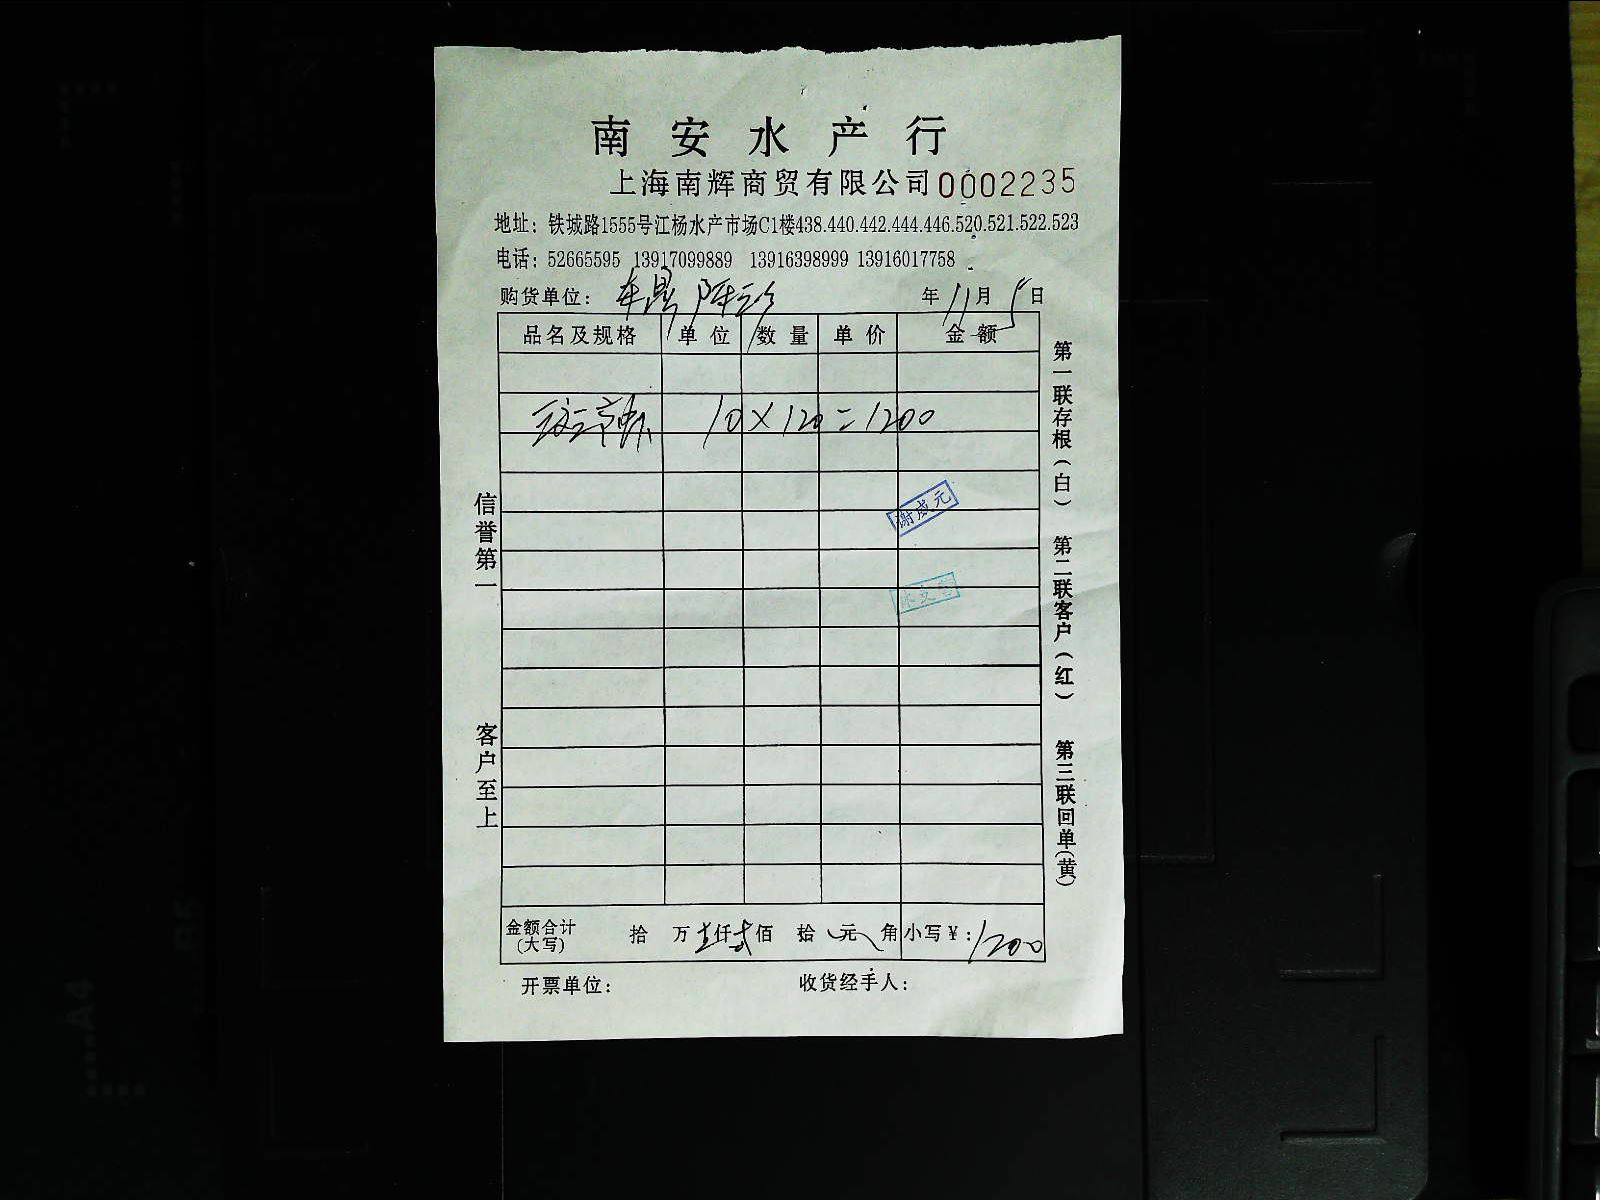 南安水产行
上海南辉商贸有限公司 0002235
地址：铁城路1555号江杨水产市场C1楼438.440.442.444.446.520.521.522.523
电话：52665595 13917099889 13916398999 13916017758
购货单位： 年 11 月 5 日
品名及规格 单位 数量 单价 金额
10×120=1200
谢成元
信誉第一
客户至上
第一联存根（白）
第二联客户（红）
第三联回单（黄）
金额合计（大写） 拾 万 壹 仟 贰 佰 拾 元 角 小写¥：1200
开票单位： 收货经手人：